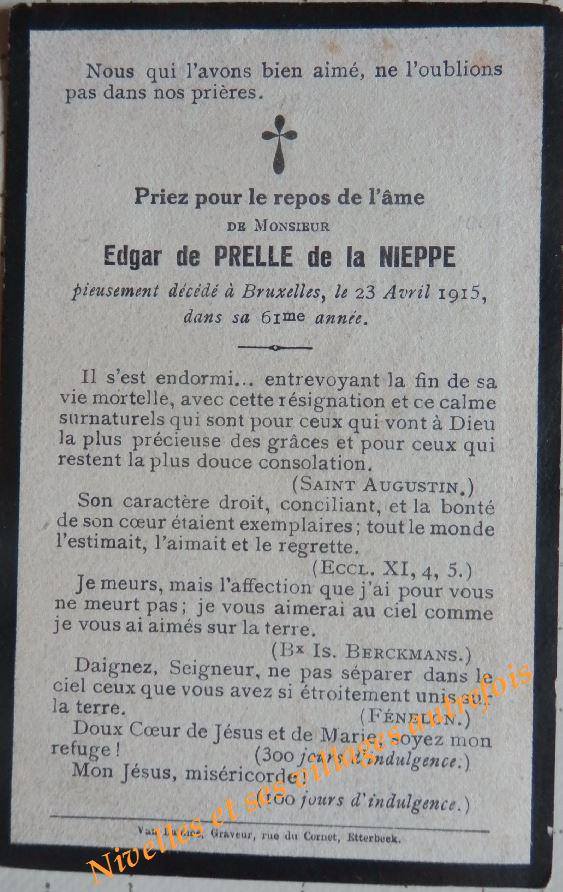 Nous qui l'avons bien aimé, ne l'oublions
pas dans nos prières.
Priez pour le repos de l'âme
DE MONSIEUR
Edgar de PRELLE de la NIEPPE
pieusement décédé à Bruxelles, le 23 Avril 1915,
dans sa 61me année.
Il s'est endormi... entrevoyant la fin de sa
vie mortelle, avec cette résignation et ce calme
surnaturels qui sont pour ceux qui vont à Dieu
la plus précieuse des grâces et pour ceux qui
restent la plus douce consolation.
(SAINT AUGUSTIN.)
Son caractère droit, conciliant, et la bonté
de son cœur étaient exemplaires; tout le monde
l'estimait, l'aimait et le regrette.
(ECCL. XI, 4, 5.)
Je meurs, mais l'affection que j'ai pour vous
ne meurt pas; je vous aimerai au ciel comme
je vous ai aimés sur la terre.
(Bx Is. BERCKMANS.)
Daignez, Seigneur, ne pas séparer dans le
ciel ceux que vous avez si étroitement unis sur
la terre. (FÉNELON.)
Doux Cœur de Jésus et de Marie, soyez mon
refuge! (300 jours d'indulgence.)
Mon Jésus, miséricorde!
(100 jours d'indulgence.)
Van, Graveur, rue du Cornet, Etterbeek.
Nivelles et ses villages autrefois